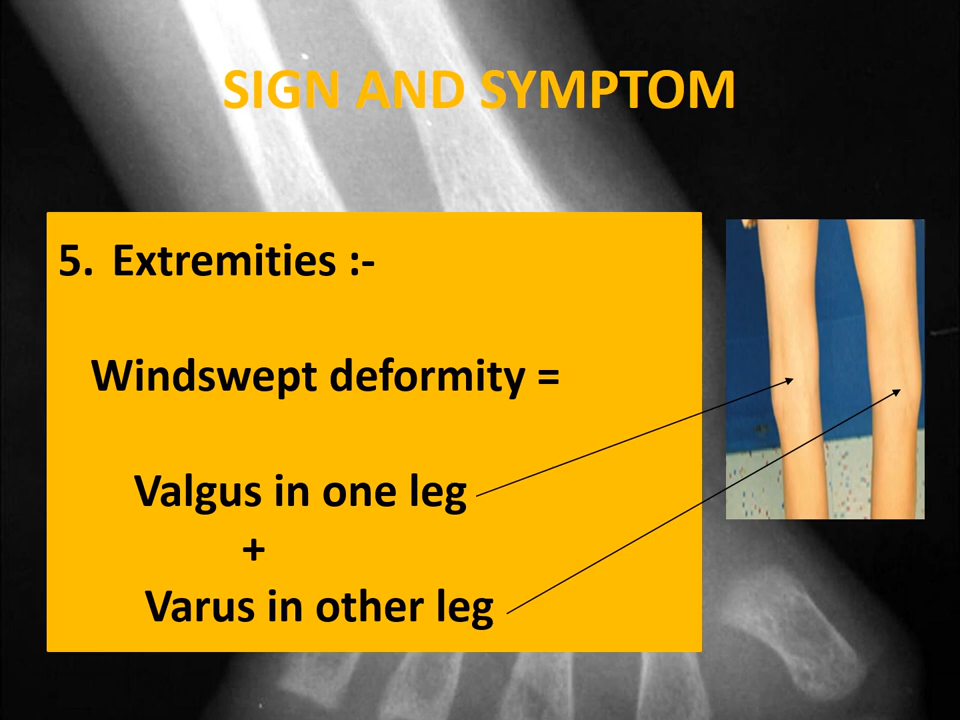 SIGN AND SYMPTOM
5. Extremities :-
Windswept deformity =
Valgus in one leg
+
Varus in other leg